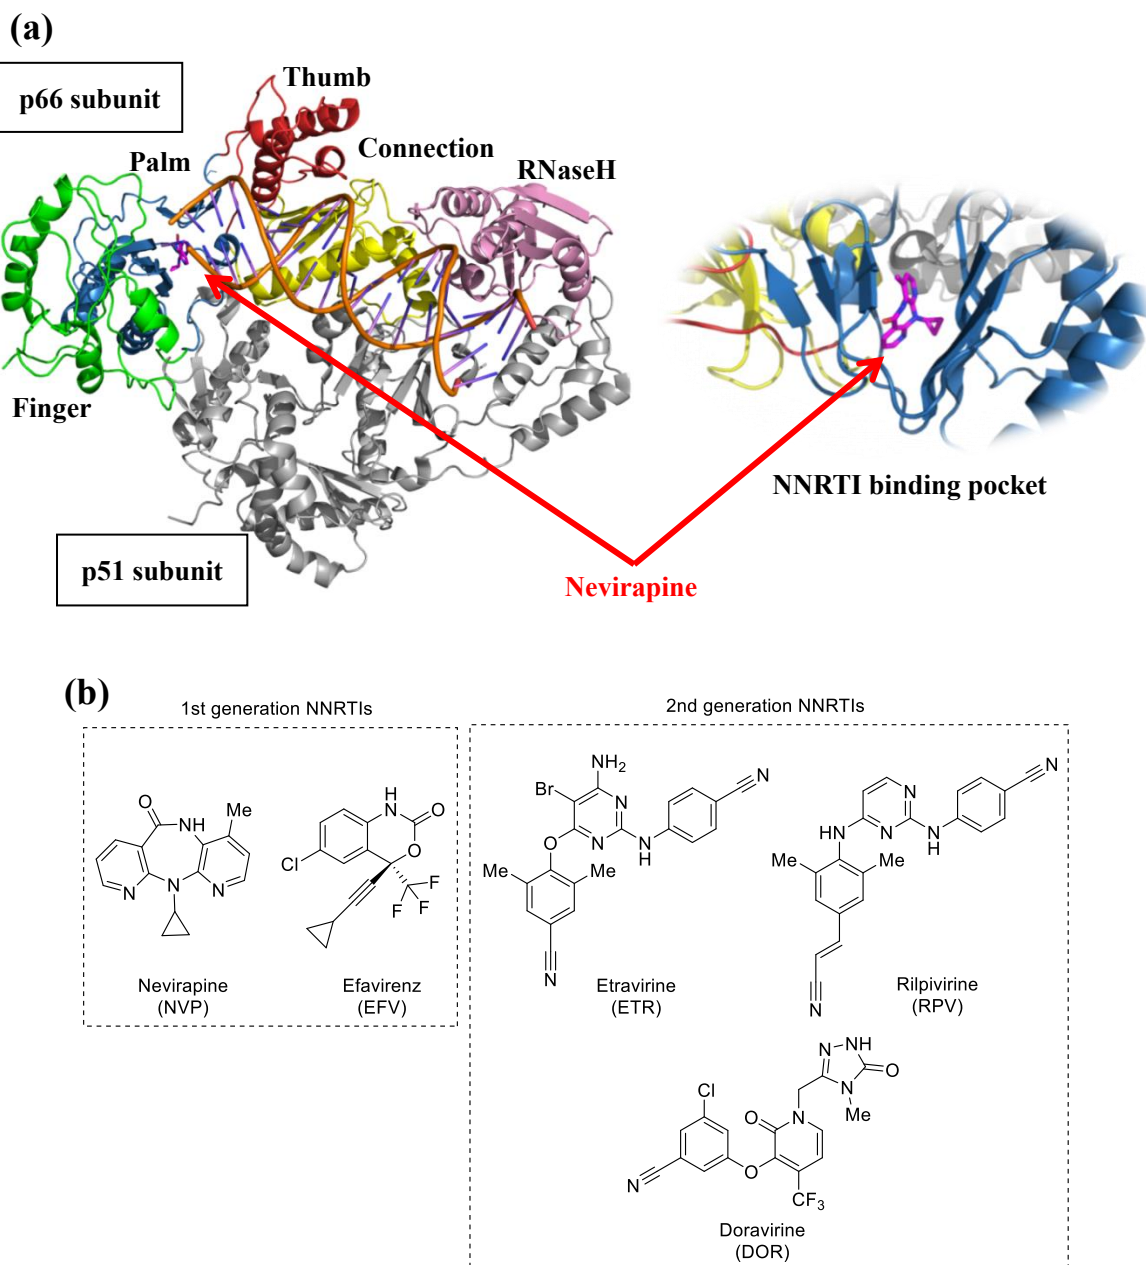 (a)
p66 subunit
Thumb
Palm
Connection
RNaseH
Finger
NNRTI binding pocket
p51 subunit
Nevirapine
(b)
1st generation NNRTIs
2nd generation NNRTIs
O
NH
Me
N
N
N
Nevirapine
(NVP)
H
N
O
Cl
O
F
F
F
Efavirenz
(EFV)
NH₂
Br
N
N
N
O
N
H
Me
Me
N
Etravirine
(ETR)
N
N
N
HN
N
H
Me
Me
N
Rilpivirine
(RPV)
N
NH
O
N
Me
Cl
O
N
O
N
CF₃
Doravirine
(DOR)